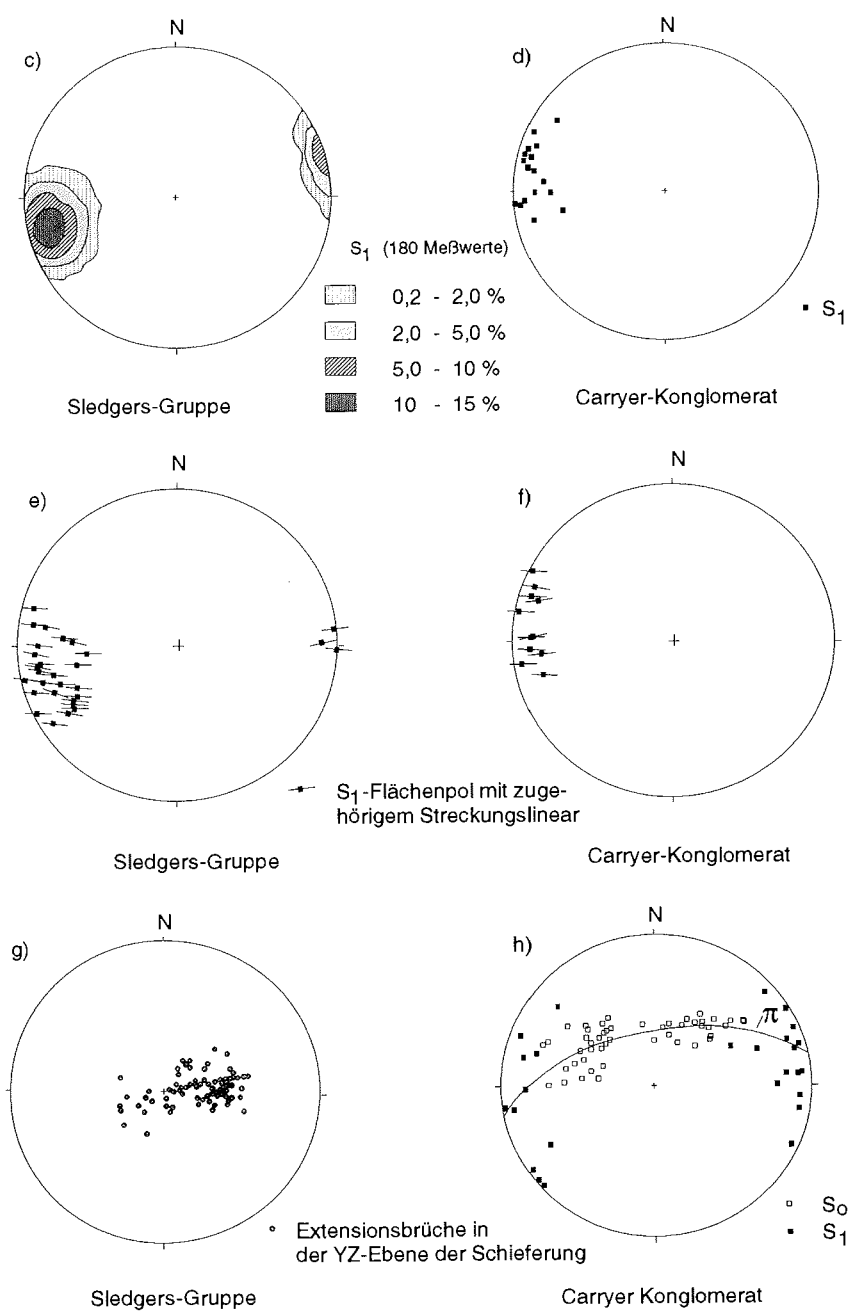 c)
N
S1 (180 Meßwerte)
0,2 - 2,0 %
2,0 - 5,0 %
5,0 - 10 %
10 - 15 %
Sledgers-Gruppe
d)
N
S1
Carryer-Konglomerat
e)
N
S1-Flächenpol mit zuge-
hörigem Streckungslinear
Sledgers-Gruppe
f)
N
Carryer-Konglomerat
g)
N
Extensionsbrüche in
der YZ-Ebene der Schieferung
Sledgers-Gruppe
h)
N
π
So
S1
Carryer Konglomerat